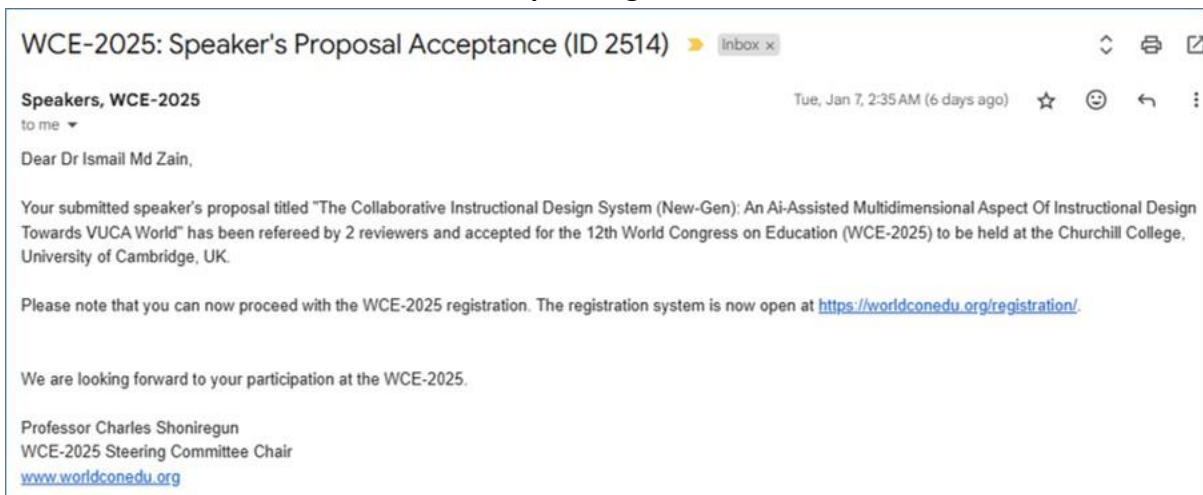 WCE-2025: Speaker's Proposal Acceptance (ID 2514) Inbox ×
Speakers, WCE-2025 Tue, Jan 7, 2:35 AM (6 days ago)
to me
Dear Dr Ismail Md Zain,
Your submitted speaker's proposal titled "The Collaborative Instructional Design System (New-Gen): An Ai-Assisted Multidimensional Aspect Of Instructional Design
Towards VUCA World" has been refereed by 2 reviewers and accepted for the 12th World Congress on Education (WCE-2025) to be held at the Churchill College,
University of Cambridge, UK.
Please note that you can now proceed with the WCE-2025 registration. The registration system is now open at https://worldconedu.org/registration/.
We are looking forward to your participation at the WCE-2025.
Professor Charles Shoniregun
WCE-2025 Steering Committee Chair
www.worldconedu.org